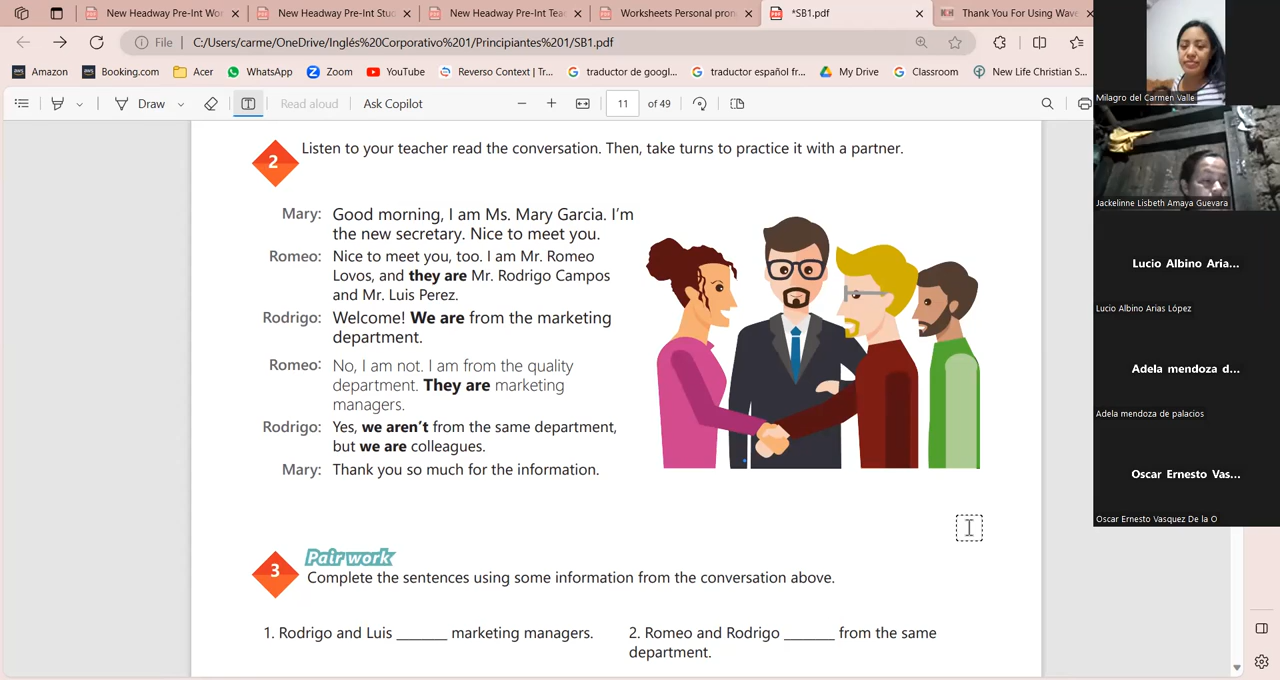 New Headway Pre-Int Wo
New Headway Pre-Int Stu
New Headway Pre-Int Tea
Worksheets Personal pron
*SB1.pdf
Thank You For Using Wav
File
C:/Users/carme/OneDrive/Inglés%20Corporativo%201/Principiantes%201/SB1.pdf
Amazon
Booking.com
Acer
WhatsApp
Zoom
YouTube
Reverso Context | Tr...
traductor de googl...
traductor español fr...
My Drive
Classroom
New Life Christian S...
Draw
Read aloud
Ask Copilot
11
of 49
2
Listen to your teacher read the conversation. Then, take turns to practice it with a partner.
Mary: Good morning, I am Ms. Mary Garcia. I'm
the new secretary. Nice to meet you.
Romeo: Nice to meet you, too. I am Mr. Romeo
Lovos, and they are Mr. Rodrigo Campos
and Mr. Luis Perez.
Rodrigo: Welcome! We are from the marketing
department.
Romeo: No, I am not. I am from the quality
department. They are marketing
managers.
Rodrigo: Yes, we aren't from the same department,
but we are colleagues.
Mary: Thank you so much for the information.
3
Pair work
Complete the sentences using some information from the conversation above.
1. Rodrigo and Luis _______ marketing managers.
2. Romeo and Rodrigo _______ from the same
department.
Milagro del Carmen Valle
Jackelinne Lisbeth Amaya Guevara
Lucio Albino Aria...
Lucio Albino Arias López
Adela mendoza d...
Adela mendoza de palacios
Oscar Ernesto Vas...
Oscar Ernesto Vasquez De la O